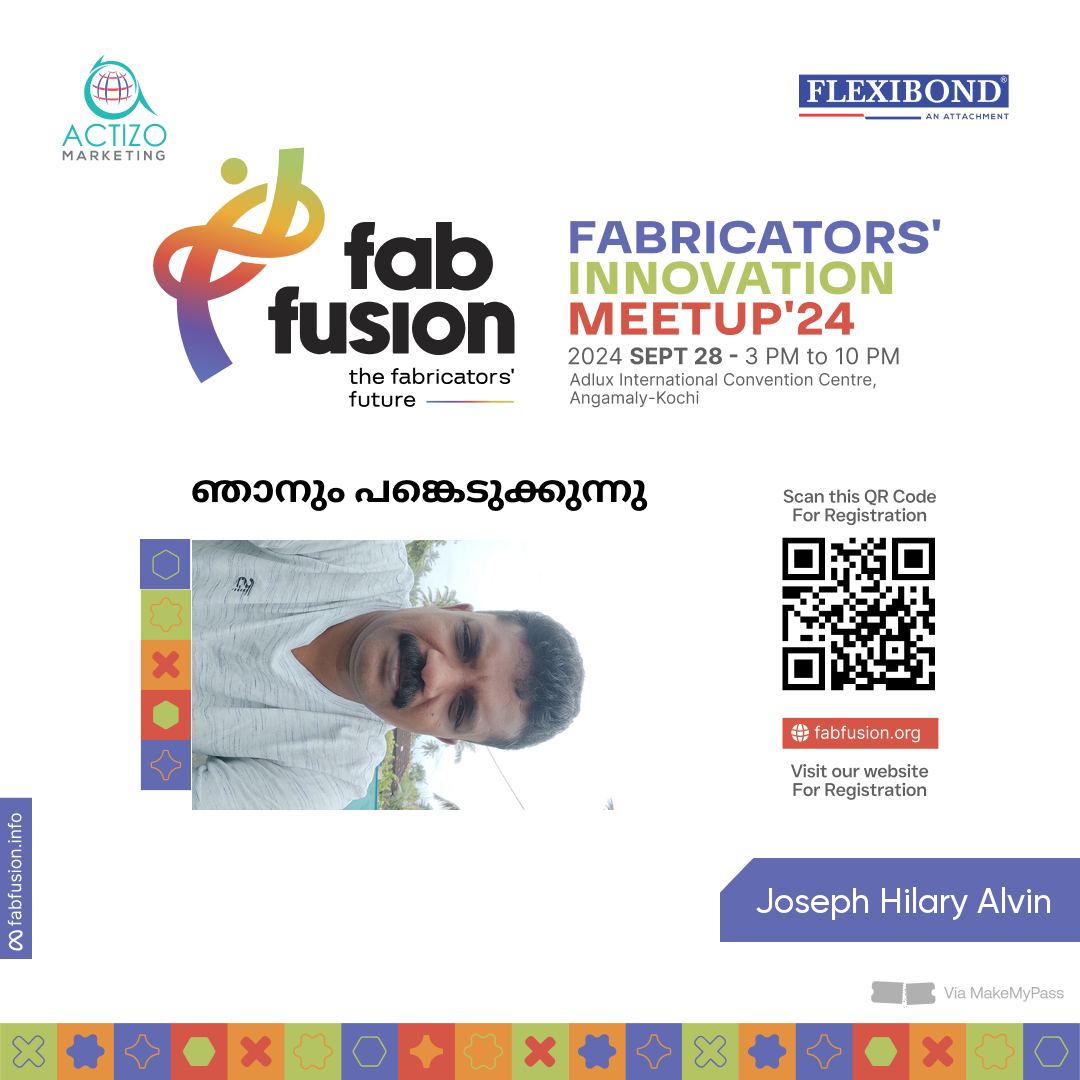 ACTIZO
MARKETING
FLEXIBOND®
AN ATTACHMENT
fab
fusion
the fabricators'
future
FABRICATORS'
INNOVATION
MEETUP'24
2024 SEPT 28 - 3 PM to 10 PM
Adlux International Convention Centre,
Angamaly-Kochi
ഞാനും പങ്കെടുക്കുന്നു
Scan this QR Code
For Registration
fabfusion.org
Visit our website
For Registration
fabfusion.info
Joseph Hilary Alvin
Via MakeMyPass